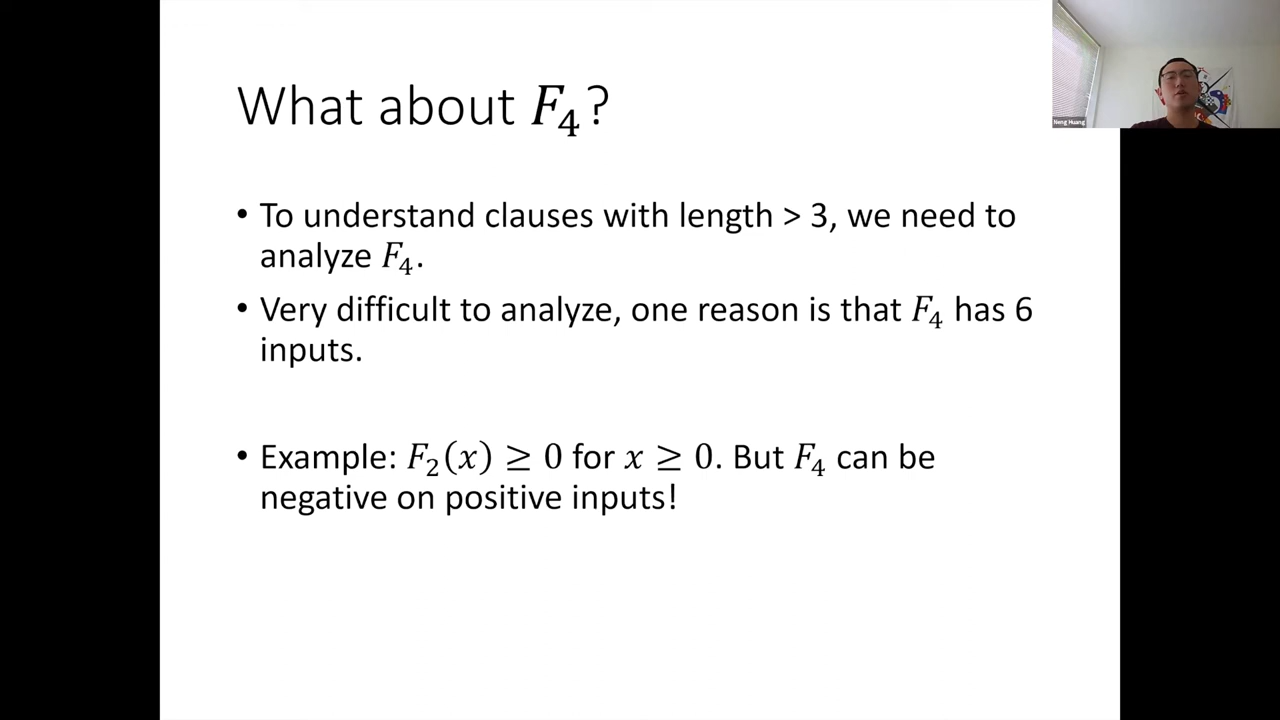 What about F₄?
• To understand clauses with length > 3, we need to
analyze F₄.
• Very difficult to analyze, one reason is that F₄ has 6
inputs.
• Example: F₂(x) ≥ 0 for x ≥ 0. But F₄ can be
negative on positive inputs!
Neng Huang